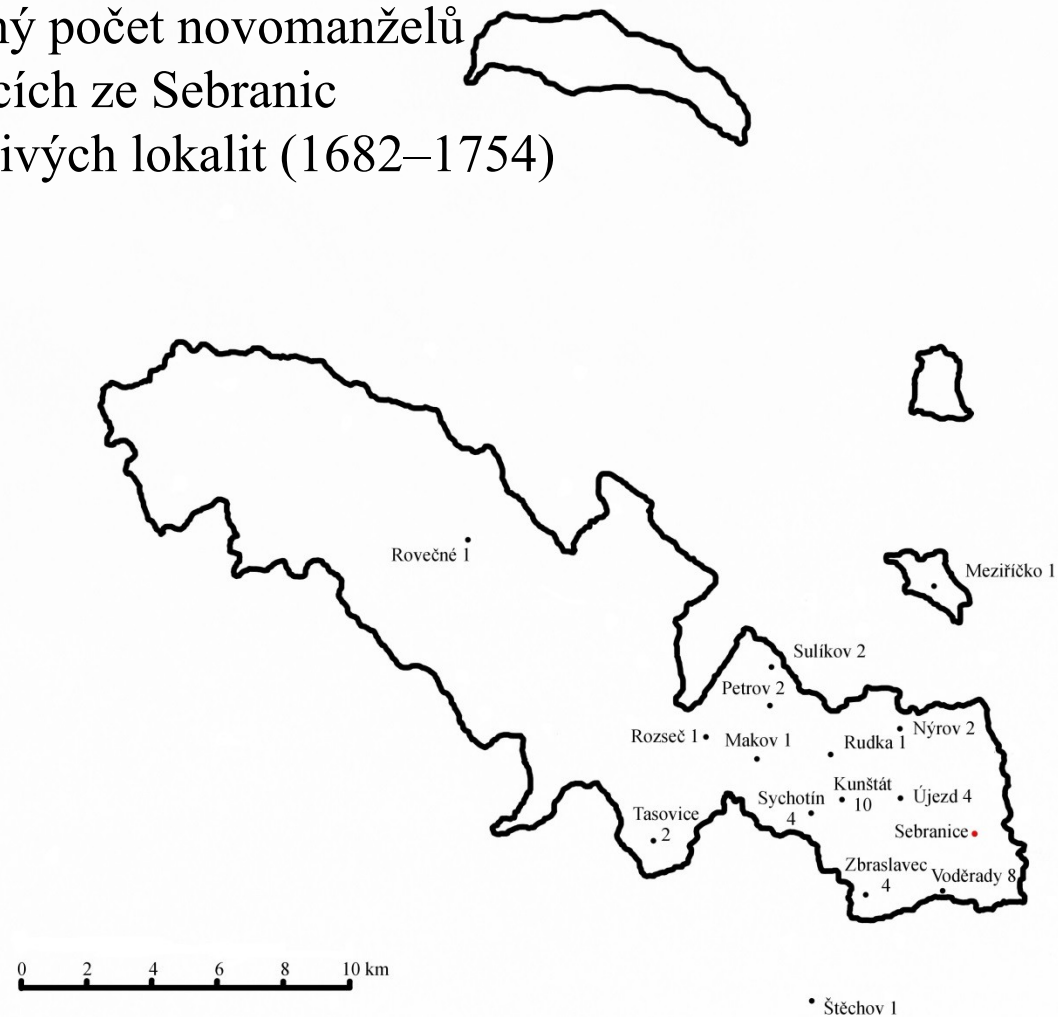 ný počet novomanželů
cích ze Sebranic
ivých lokalit (1682–1754)
Rovečné 1
Meziříčko 1
Sulíkov 2
Petrov 2
Nýrov 2
Rozseč 1
Makov 1
Rudka 1
Kunštát
10
Sychotín
4
Újezd 4
Tasovice
2
Sebranice
Zbraslavec
4
Voděrady 8
0 2 4 6 8 10 km
Štěchov 1